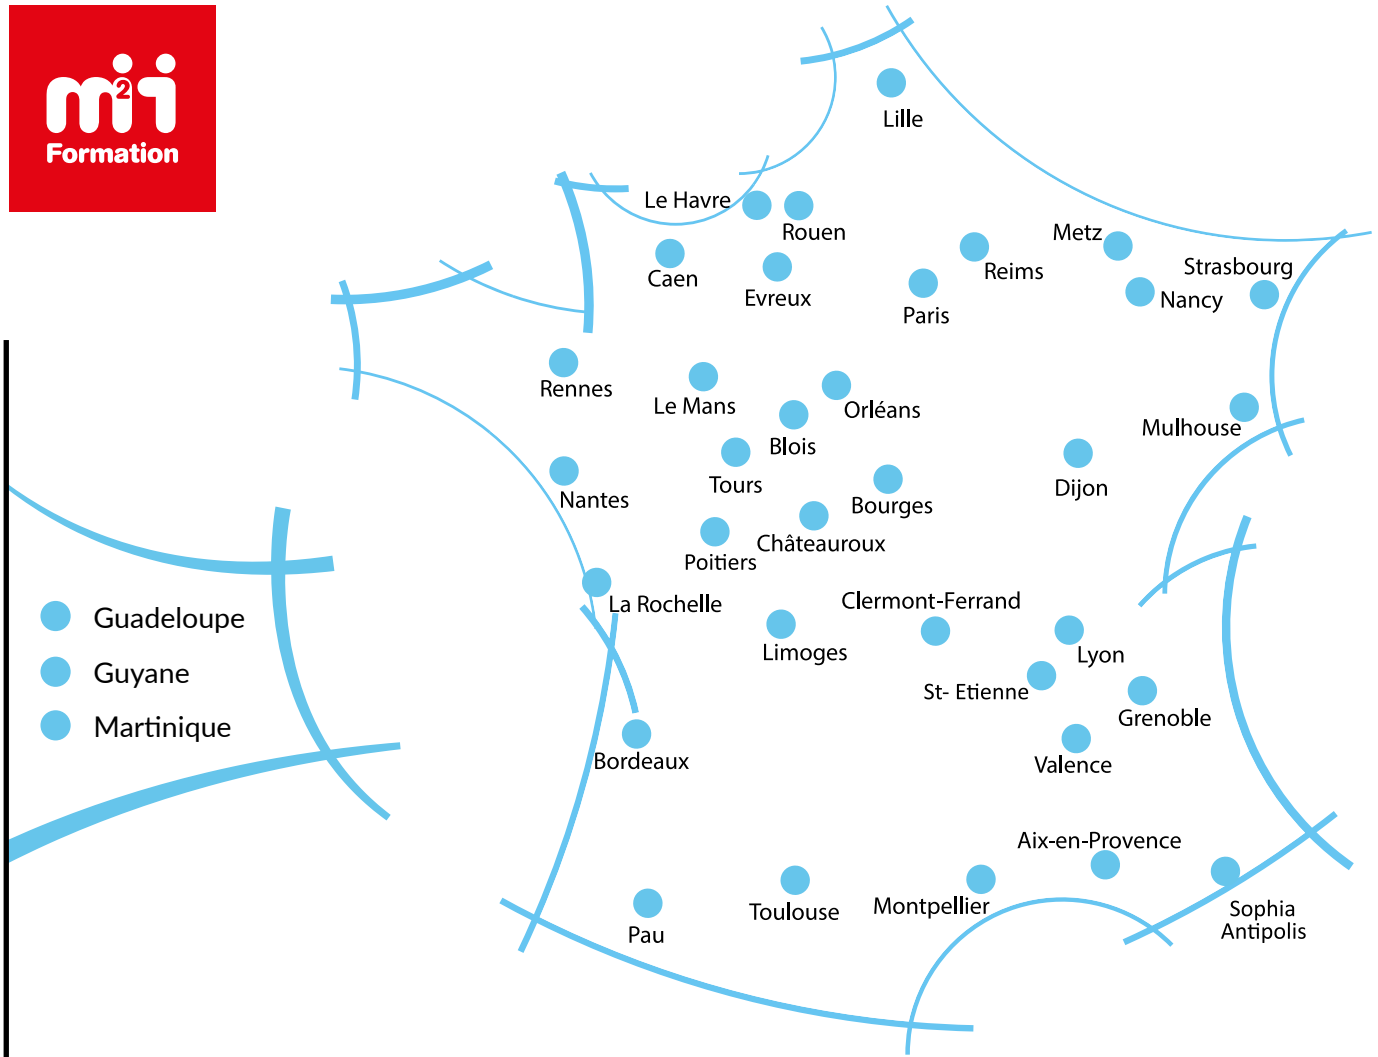 m2i
Formation
Lille
Le Havre
Rouen
Metz
Reims
Strasbourg
Caen
Evreux
Nancy
Paris
Rennes
Le Mans
Orléans
Mulhouse
Blois
Tours
Dijon
Nantes
Bourges
Châteauroux
Poitiers
Clermont-Ferrand
La Rochelle
Guadeloupe
Limoges
Lyon
Guyane
St- Etienne
Grenoble
Martinique
Bordeaux
Valence
Aix-en-Provence
Montpellier
Toulouse
Sophia
Antipolis
Pau